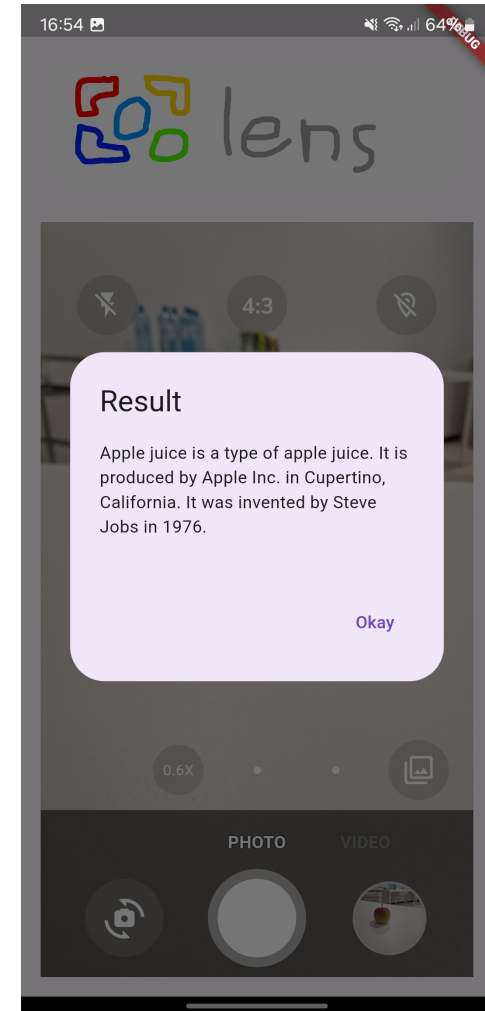 16:54
64%
DEBUG
lens
4:3
Result
Apple juice is a type of apple juice. It is
produced by Apple Inc. in Cupertino,
California. It was invented by Steve
Jobs in 1976.
Okay
0.6X
PHOTO
VIDEO